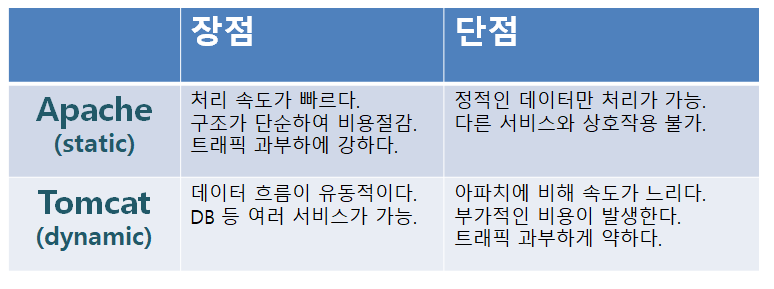 장점
단점
Apache
(static)
처리 속도가 빠르다.
구조가 단순하여 비용절감.
트래픽 과부하에 강하다.
정적인 데이터만 처리가 가능.
다른 서비스와 상호작용 불가.
Tomcat
(dynamic)
데이터 흐름이 유동적이다.
DB 등 여러 서비스가 가능.
아파치에 비해 속도가 느리다.
부가적인 비용이 발생한다.
트래픽 과부하게 약하다.